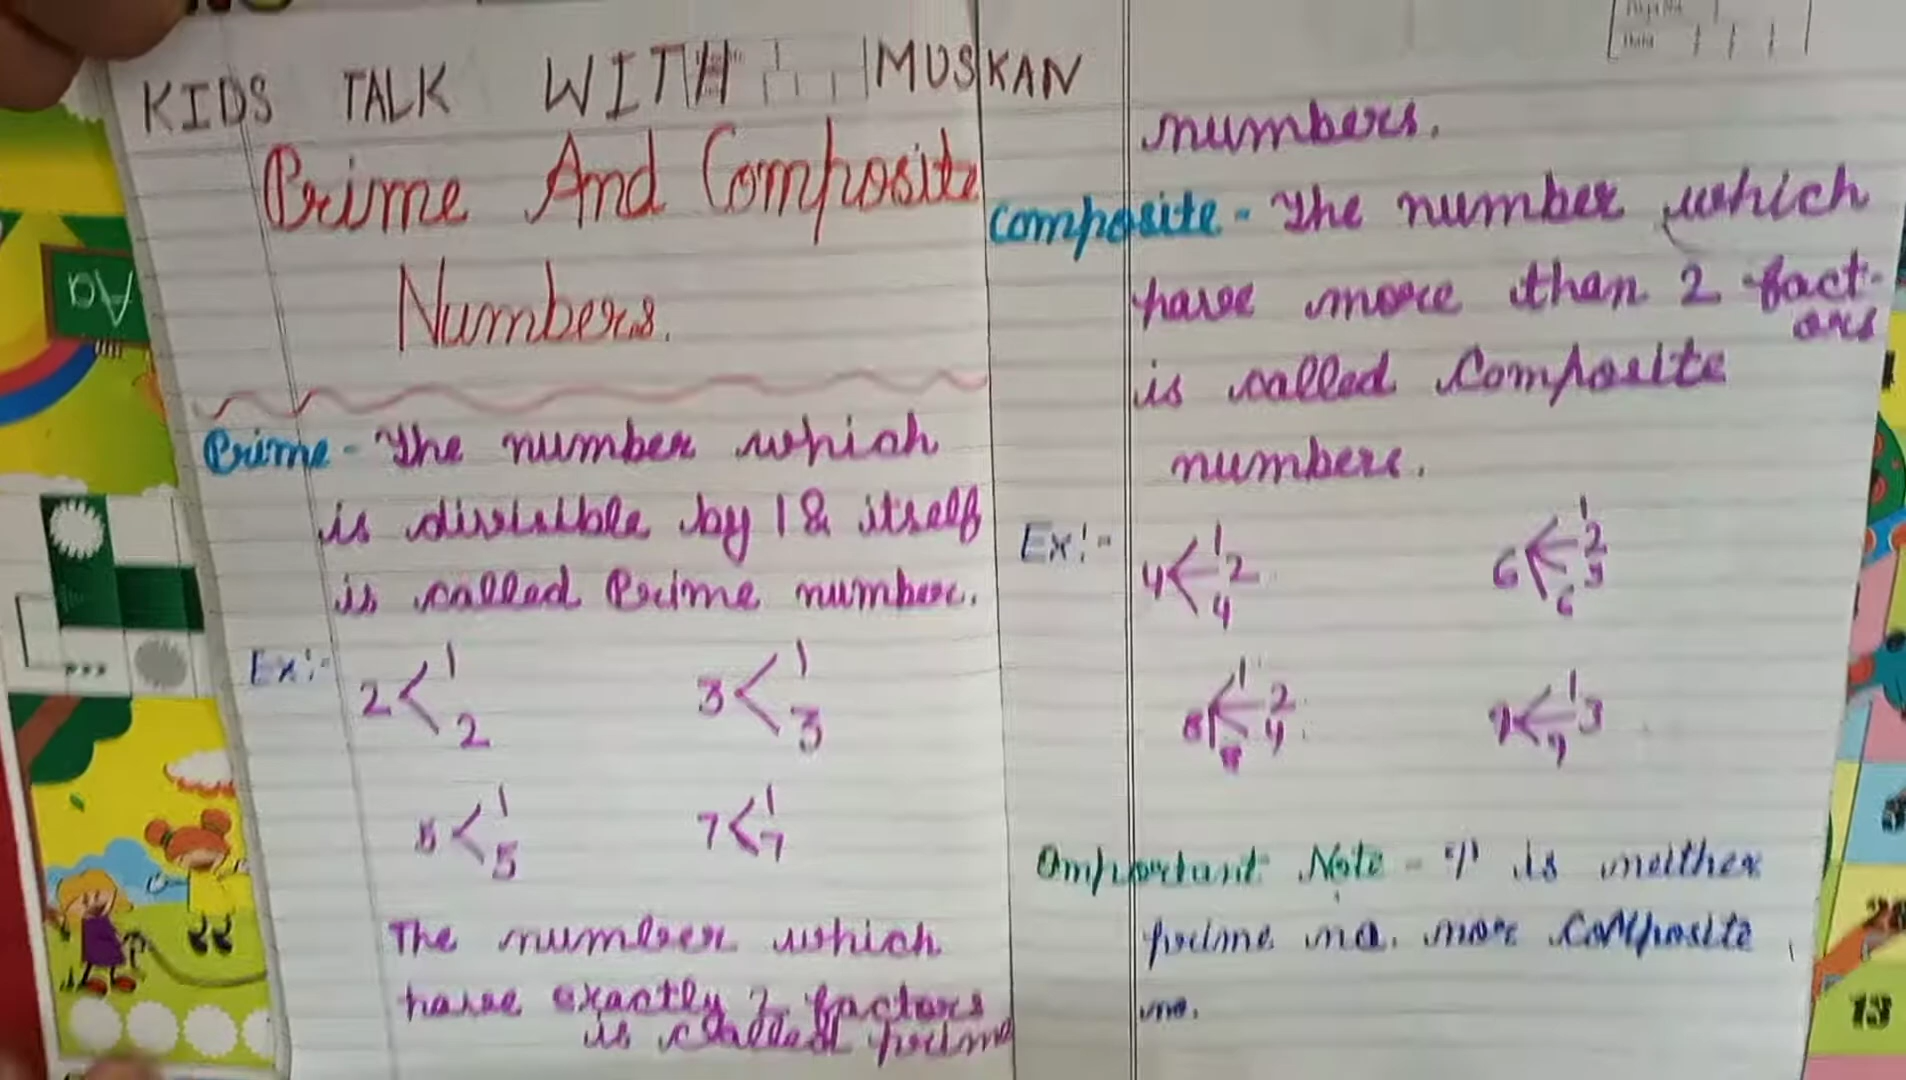 KIDS TALK WITH MUSKAN
Prime And Composite
Numbers.
Prime - The number which
is divisible by 1 & itself
is called Prime number.
Ex:- 2 < 1 2 3 < 1 3
5 < 1 5 7 < 1 7
The number which
have exactly 2 factors
is called prime
numbers.
composite - The number which
have more than 2 fact-
ors
is called Composite
numbers.
Ex:- 4 < 1 2 4 6 < 1 2 3 6
8 < 1 2 4 8 9 < 1 3 9
Important Note - "1" is neither
prime no. nor composite
no.
Aa
13